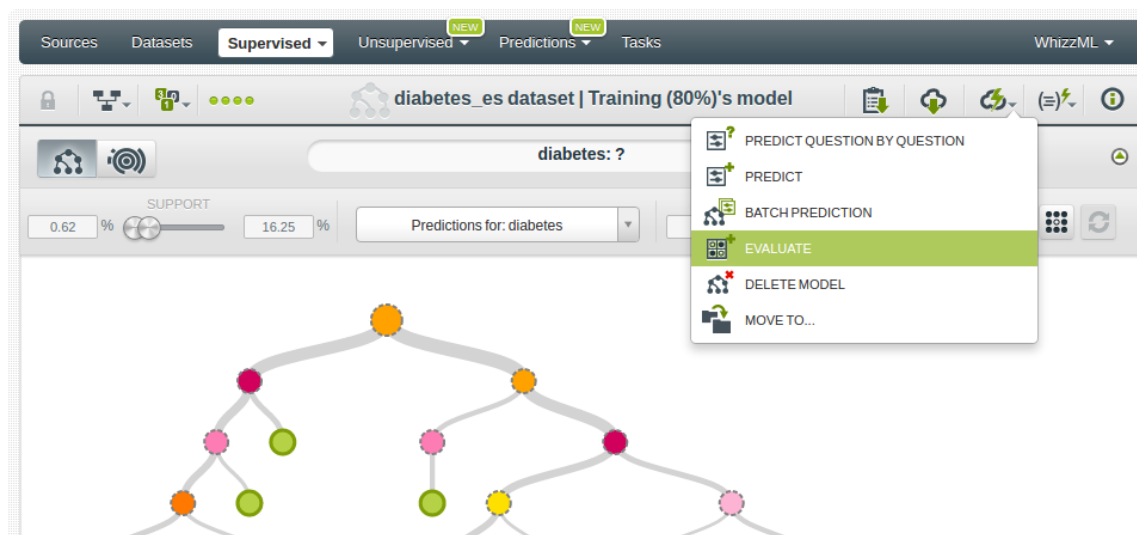 NEW NEW
Sources Datasets Supervised Unsupervised Predictions Tasks WhizzML
diabetes_es dataset | Training (80%)'s model
diabetes: ?
PREDICT QUESTION BY QUESTION
PREDICT
SUPPORT
BATCH PREDICTION
0.62 % 16.25 % Predictions for: diabetes
EVALUATE
DELETE MODEL
MOVE TO...